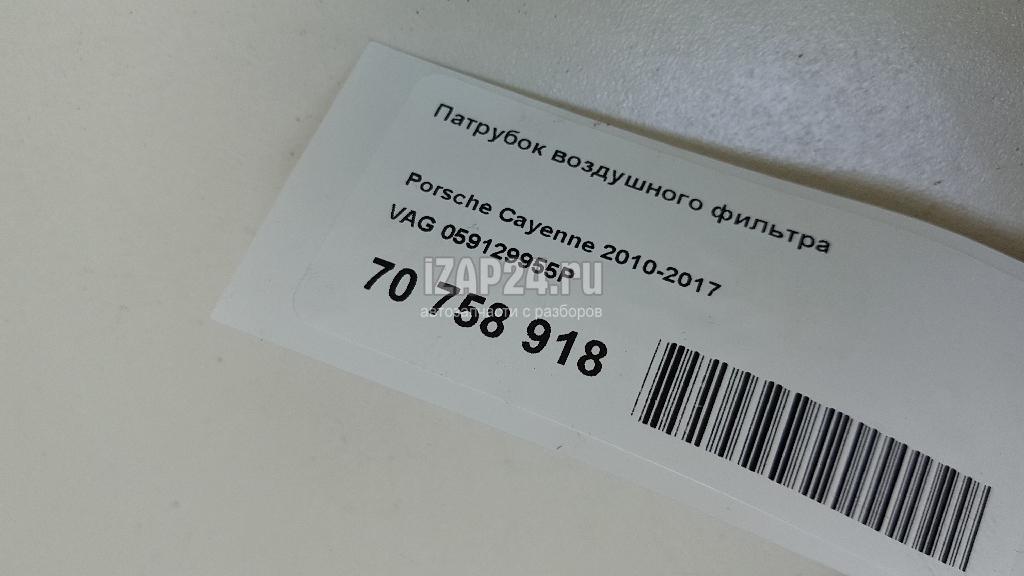 Патрубок воздушного фильтра
Porsche Cayenne 2010-2017
VAG 059129955P
iZAP24.ru
автозапчасти с разборов
70 758 918